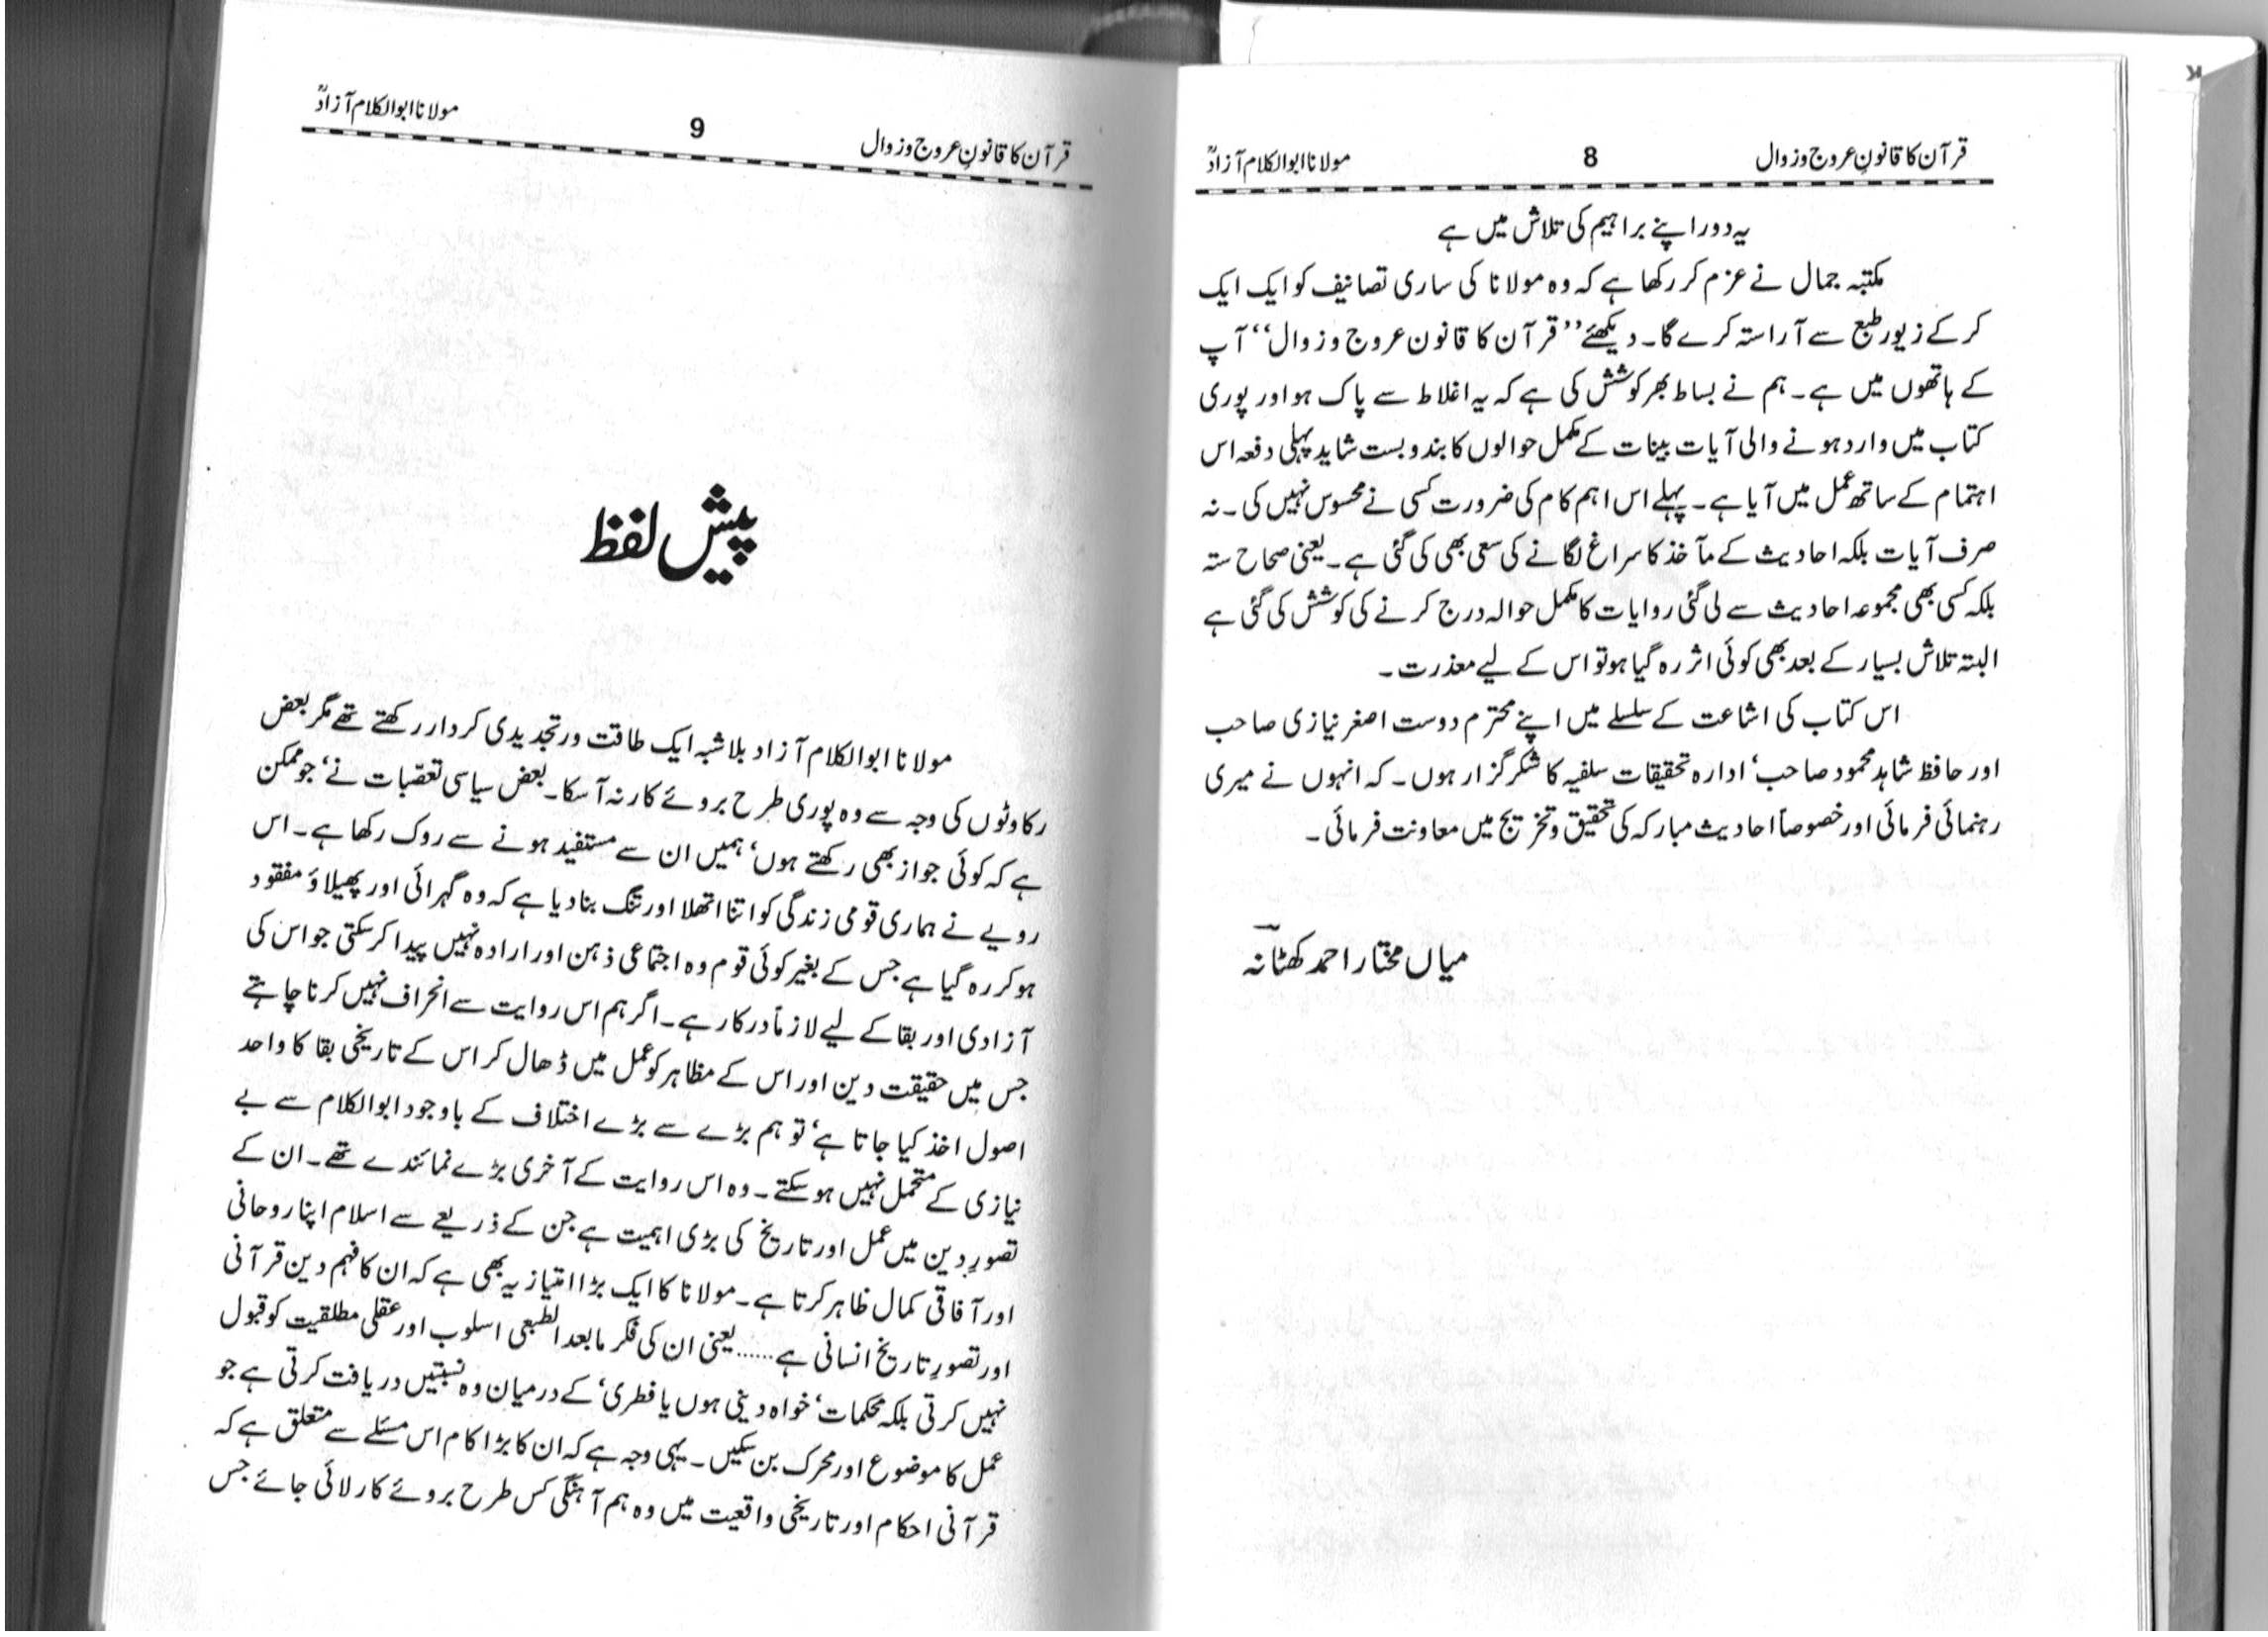 قرآن کا قانونِ عروج و زوال 8 مولانا ابوالکلام آزادؒ
یہ دور اپنے براہیم کی تلاش میں ہے
مکتبہ جمال نے عزم کر رکھا ہے کہ وہ مولانا کی ساری تصانیف کو ایک ایک
کر کے زیور طبع سے آراستہ کرے گا۔ دیکھئے ’’قرآن کا قانون عروج و زوال‘‘ آپ
کے ہاتھوں میں ہے۔ ہم نے بساط بھر کوشش کی ہے کہ یہ اغلاط سے پاک ہو اور پوری
کتاب میں وارد ہونے والی آیات بینات کے مکمل حوالوں کا بندوبست شاید پہلی دفعہ اس
اہتمام کے ساتھ عمل میں آیا ہے۔ پہلے اس اہم کام کی ضرورت کسی نے محسوس نہیں کی۔ نہ
صرف آیات بلکہ احادیث کے مآخذ کا سراغ لگانے کی سعی بھی کی گئی ہے۔ یعنی صحاح ستہ
بلکہ کسی بھی مجموعہ احادیث سے لی گئی روایات کا مکمل حوالہ درج کرنے کی کوشش کی گئی ہے
البتہ تلاش بسیار کے بعد بھی کوئی اثر رہ گیا ہو تو اس کے لیے معذرت۔
اس کتاب کی اشاعت کے سلسلے میں اپنے محترم دوست اصغر نیازی صاحب
اور حافظ شاہد محمود صاحب‘ ادارہ تحقیقات سلفیہ کا شکرگزار ہوں۔ کہ انہوں نے میری
رہنمائی فرمائی اور خصوصاً احادیث مبارکہ کی تحقیق و تخریج میں معاونت فرمائی۔
میاں مختار احمد کھٹانہ
قرآن کا قانونِ عروج و زوال 9 مولانا ابوالکلام آزادؒ
پیش لفظ
مولانا ابوالکلام آزاد بلاشبہ ایک طاقت ور تجدیدی کردار رکھتے تھے مگر بعض
رکاوٹوں کی وجہ سے وہ پوری طرح بروئے کار نہ آسکا۔ بعض سیاسی تعصّبات نے‘ جو ممکن
ہے کہ کوئی جواز بھی رکھتے ہوں‘ ہمیں ان سے مستفید ہونے سے روک رکھا ہے۔ اس
رویے نے ہماری قومی زندگی کو اتنا اتھلا اور تنگ بنا دیا ہے کہ وہ گہرائی اور پھیلاؤ مفقود
ہو کر رہ گیا ہے جس کے بغیر کوئی قوم وہ اجتماعی ذہن اور ارادہ نہیں پیدا کر سکتی جو اس کی
آزادی اور بقا کے لیے لازماً درکار ہے۔ اگر ہم اس روایت سے انحراف نہیں کرنا چاہتے
جس میں حقیقت دین اور اس کے مظاہر کو عمل میں ڈھال کر اس کے تاریخی بقا کا واحد
اصول اخذ کیا جاتا ہے‘ تو ہم بڑے سے بڑے اختلاف کے باوجود ابوالکلام سے بے
نیازی کے متحمل نہیں ہو سکتے۔ وہ اس روایت کے آخری بڑے نمائندے تھے۔ ان کے
تصورِ دین میں عمل اور تاریخ کی بڑی اہمیت ہے جن کے ذریعے سے اسلام اپنا روحانی
اور آفاقی کمال ظاہر کرتا ہے۔ مولانا کا ایک بڑا امتیاز یہ بھی ہے کہ ان کا فہم دین قرآنی
اور تصورِ تاریخ انسانی ہے...... یعنی ان کی فکر مابعد الطبعی اسلوب اور عقلی مطلقیت کو قبول
نہیں کرتی بلکہ محکمات‘ خواہ دینی ہوں یا فطری‘ کے درمیان وہ نسبتیں دریافت کرتی ہے جو
عمل کا موضوع اور محرک بن سکیں۔ یہی وجہ ہے کہ ان کا بڑا کام اس مسئلے سے متعلق ہے کہ
قرآنی احکام اور تاریخی واقعیت میں وہ ہم آہنگی کس طرح بروئے کار لائی جائے جس